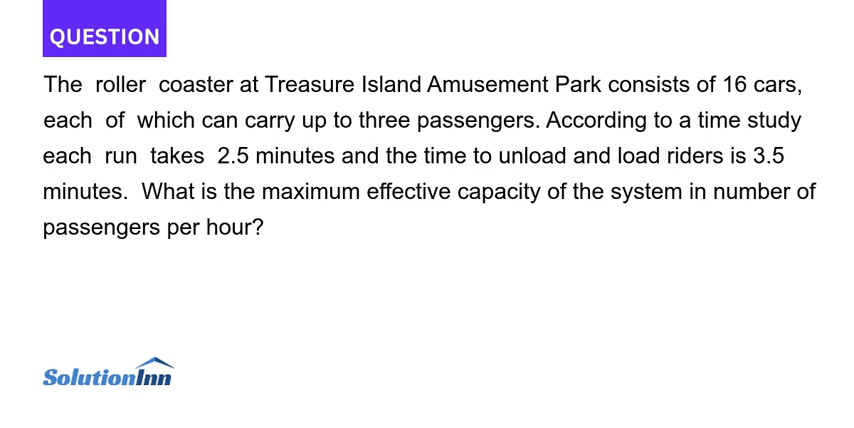 QUESTION
The roller coaster at Treasure Island Amusement Park consists of 16 cars,
each of which can carry up to three passengers. According to a time study
each run takes 2.5 minutes and the time to unload and load riders is 3.5
minutes. What is the maximum effective capacity of the system in number of
passengers per hour?
SolutionInn